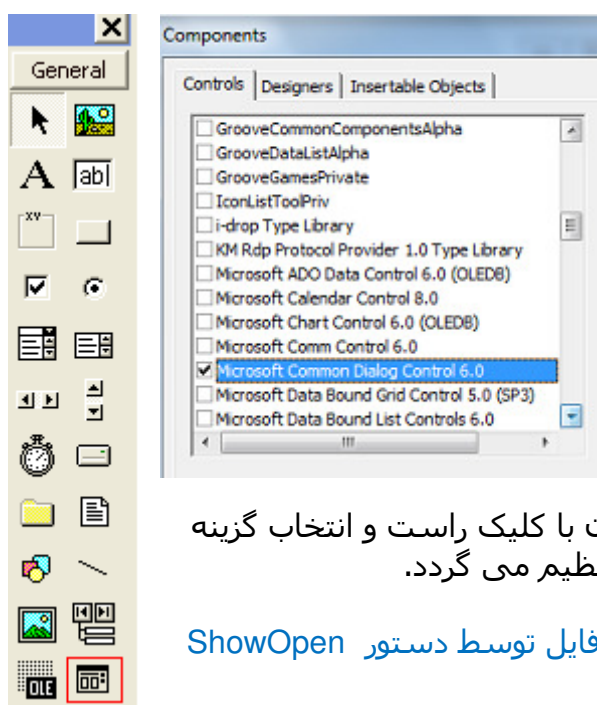 General
A
ab
xy
OLE
Components
Controls Designers Insertable Objects
GrooveCommonComponentsAlpha
GrooveDataListAlpha
GrooveGamesPrivate
IconListToolPriv
i-drop Type Library
KM Rdp Protocol Provider 1.0 Type Library
Microsoft ADO Data Control 6.0 (OLEDB)
Microsoft Calendar Control 8.0
Microsoft Chart Control 6.0 (OLEDB)
Microsoft Comm Control 6.0
Microsoft Common Dialog Control 6.0
Microsoft Data Bound Grid Control 5.0 (SP3)
Microsoft Data Bound List Controls 6.0
با کلیک راست و انتخاب گزینه
می گردد.
فایل توسط دستور ShowOpen